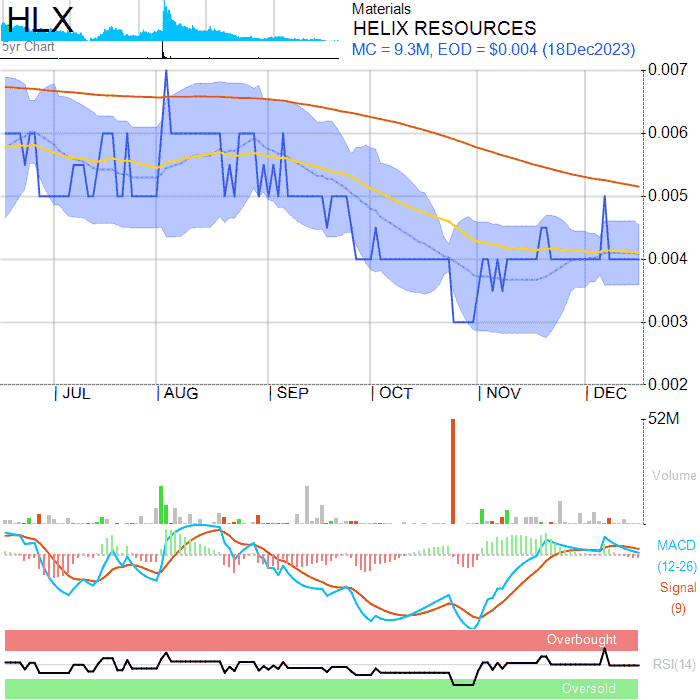 HLX
5yr Chart
Materials
HELIX RESOURCES
MC = 9.3M, EOD = $0.004 (18Dec2023)
0.007
0.006
0.005
0.004
0.003
0.002
JUL AUG SEP OCT NOV DEC
52M
Volume
MACD
(12-26)
Signal
(9)
Overbought
RSI(14)
Oversold